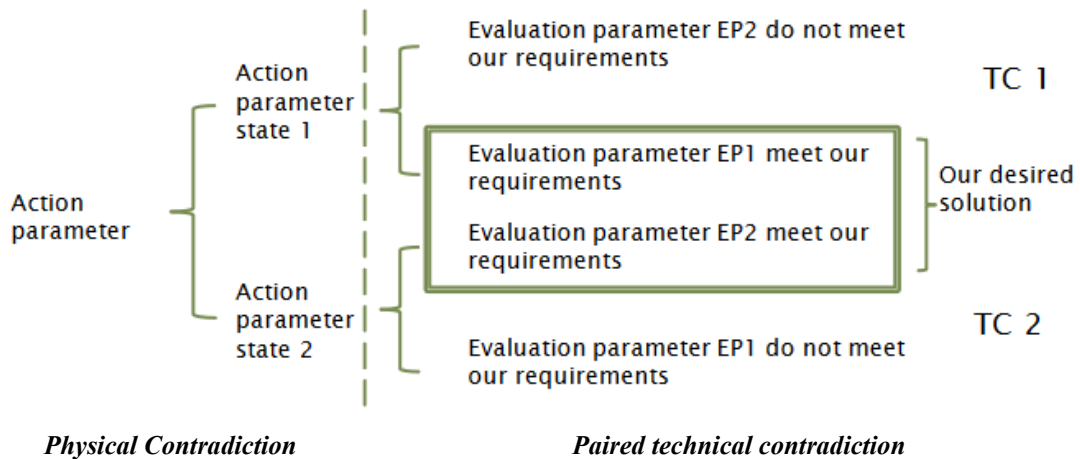 Evaluation parameter EP2 do not meet
our requirements
TC 1
Action
parameter
state 1
Evaluation parameter EP1 meet our
requirements
Our desired
solution
Action
parameter
Evaluation parameter EP2 meet our
requirements
Action
parameter
state 2
TC 2
Evaluation parameter EP1 do not meet
our requirements
Physical Contradiction
Paired technical contradiction